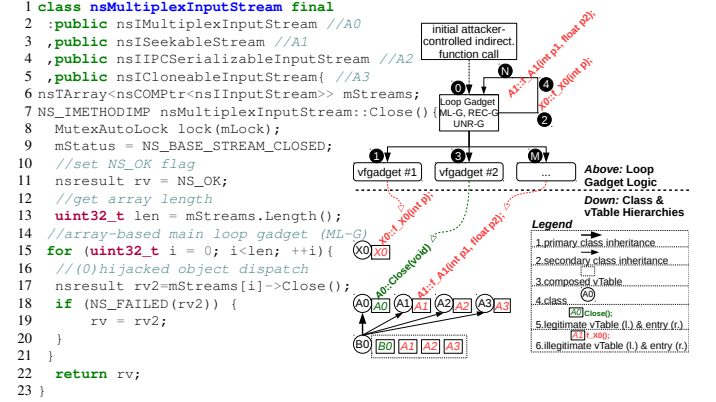 1 class nsMultiplexInputStream final
2 :public nsIMultiplexInputStream //A0
3 ,public nsISeekableStream //A1
4 ,public nsIIPCSerializableInputStream //A2
5 ,public nsICloneableInputStream{ //A3
6 nsTArray<nsCOMPtr<nsIInputStream>> mStreams;
7 NS_IMETHODIMP nsMultiplexInputStream::Close(){
8 MutexAutoLock lock(mLock);
9 mStatus = NS_BASE_STREAM_CLOSED;
10 //set NS_OK flag
11 nsresult rv = NS_OK;
12 //get array length
13 uint32_t len = mStreams.Length();
14 //array-based main loop gadget (ML-G)
15 for (uint32_t i = 0; i<len; ++i){
16 //(0)hijacked object dispatch
17 nsresult rv2=mStreams[i]->Close();
18 if (NS_FAILED(rv2)) {
19 rv = rv2;
20 }
21 }
22 return rv;
23 }
initial attacker-
controlled indirect.
function call
A1::f_A1(int p1, float p2);
X0::f_X0(int p);
N
0
4
2
Loop Gadget
ML-G, REC-G
UNR-G
1
3
M
vfgadget #1
vfgadget #2
...
Above: Loop
Gadget Logic
Down: Class &
vTable Hierarchies
X0::f_X0(int p);
A0::Close(void)
A1::f_A1(int p1, float p2);
X0 X0
A0 A0 A1 A1 A2 A2 A3 A3
B0 B0 A1 A2 A3
Legend
1.primary class inheritance
2.secondary class inheritance
3.composed vTable
A0
4.class
A0 Close();
5.legitimate vTable (l.) & entry (r.)
A1 f_X0();
6.illegitimate vTable (l.) & entry (r.)